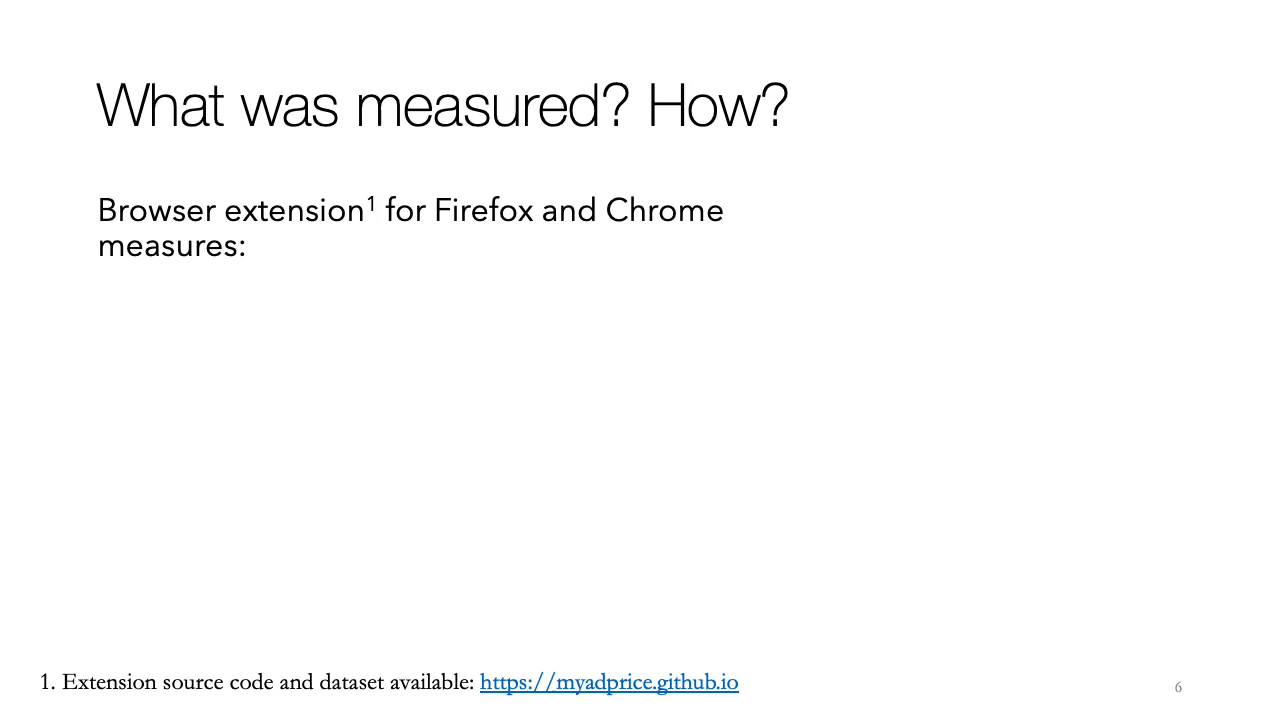 What was measured? How?
Browser extension¹ for Firefox and Chrome
measures:
1. Extension source code and dataset available: https://myadprice.github.io
6